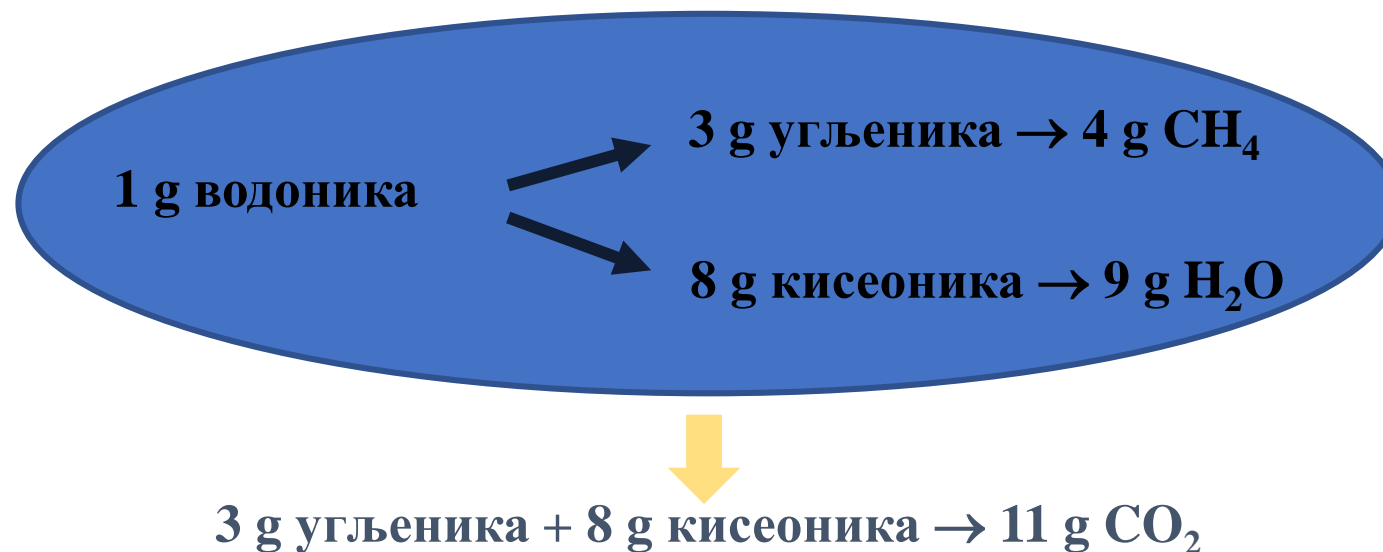 3 g угљеника → 4 g CH₄
1 g водоника
8 g кисеоника → 9 g H₂O
3 g угљеника + 8 g кисеоника → 11 g CO₂